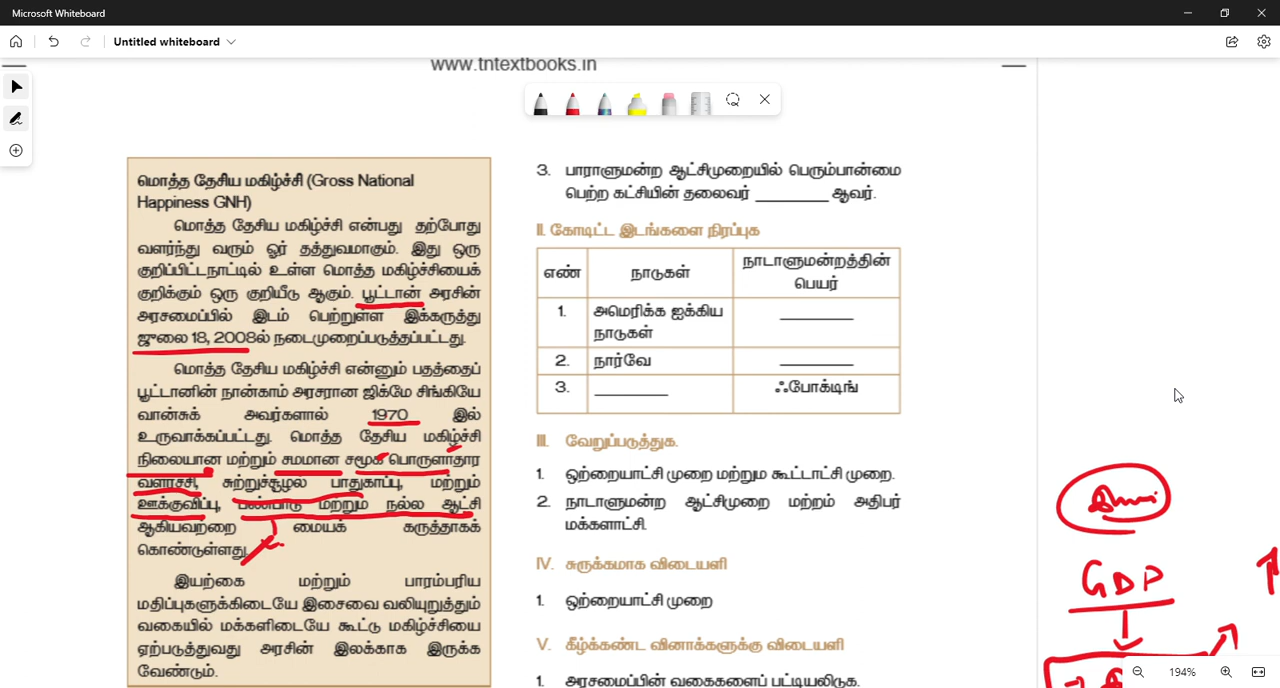 Microsoft Whiteboard
Untitled whiteboard
www.tntextbooks.in
மொத்த தேசிய மகிழ்ச்சி (Gross National
Happiness GNH)
மொத்த தேசிய மகிழ்ச்சி என்பது தற்போது
வளர்ந்து வரும் ஓர் தத்துவமாகும். இது ஒரு
குறிப்பிட்டநாட்டில் உள்ள மொத்த மகிழ்ச்சியைக்
குறிக்கும் ஒரு குறியீடு ஆகும். பூட்டான் அரசின்
அரசமைப்பில் இடம் பெற்றுள்ள இக்கருத்து
ஜுலை 18, 2008ல் நடைமுறைப்படுத்தப்பட்டது.
மொத்த தேசிய மகிழ்ச்சி என்னும் பதத்தைப்
பூட்டானின் நான்காம் அரசரான ஜிக்மே சிங்கியே
வான்சுக் அவர்களால் 1970 இல்
உருவாக்கப்பட்டது. மொத்த தேசிய மகிழ்ச்சி
நிலையான மற்றும் சமமான சமூக பொருளாதார
வளர்ச்சி, சுற்றுச்சூழல் பாதுகாப்பு, மற்றும்
ஊக்குவிப்பு, பண்பாடு மற்றும் நல்ல ஆட்சி
ஆகியவற்றை மையக் கருத்தாகக்
கொண்டுள்ளது.
இயற்கை மற்றும் பாரம்பரிய
மதிப்புகளுக்கிடையே இசைவை வலியுறுத்தும்
வகையில் மக்களிடையே கூட்டு மகிழ்ச்சியை
ஏற்படுத்துவது அரசின் இலக்காக இருக்க
வேண்டும்.
3. பாராளுமன்ற ஆட்சிமுறையில் பெரும்பான்மை
பெற்ற கட்சியின் தலைவர் ________ ஆவர்.
II. கோடிட்ட இடங்களை நிரப்புக
எண் நாடுகள் நாடாளுமன்றத்தின்
பெயர்
1. அமெரிக்க ஐக்கிய ________
நாடுகள்
2. நார்வே ________
3. ________ ஃபோக்டிங்
III. வேறுபடுத்துக.
1. ஒற்றையாட்சி முறை மற்றும கூட்டாட்சி முறை.
2. நாடாளுமன்ற ஆட்சிமுறை மற்றம் அதிபர்
மக்களாட்சி.
IV. சுருக்கமாக விடையளி
1. ஒற்றையாட்சி முறை
V. கீழ்க்கண்ட வினாக்களுக்கு விடையளி
1. அரசமைப்பின் வகைகளைப் பட்டியலிடுக.
GDP
194%